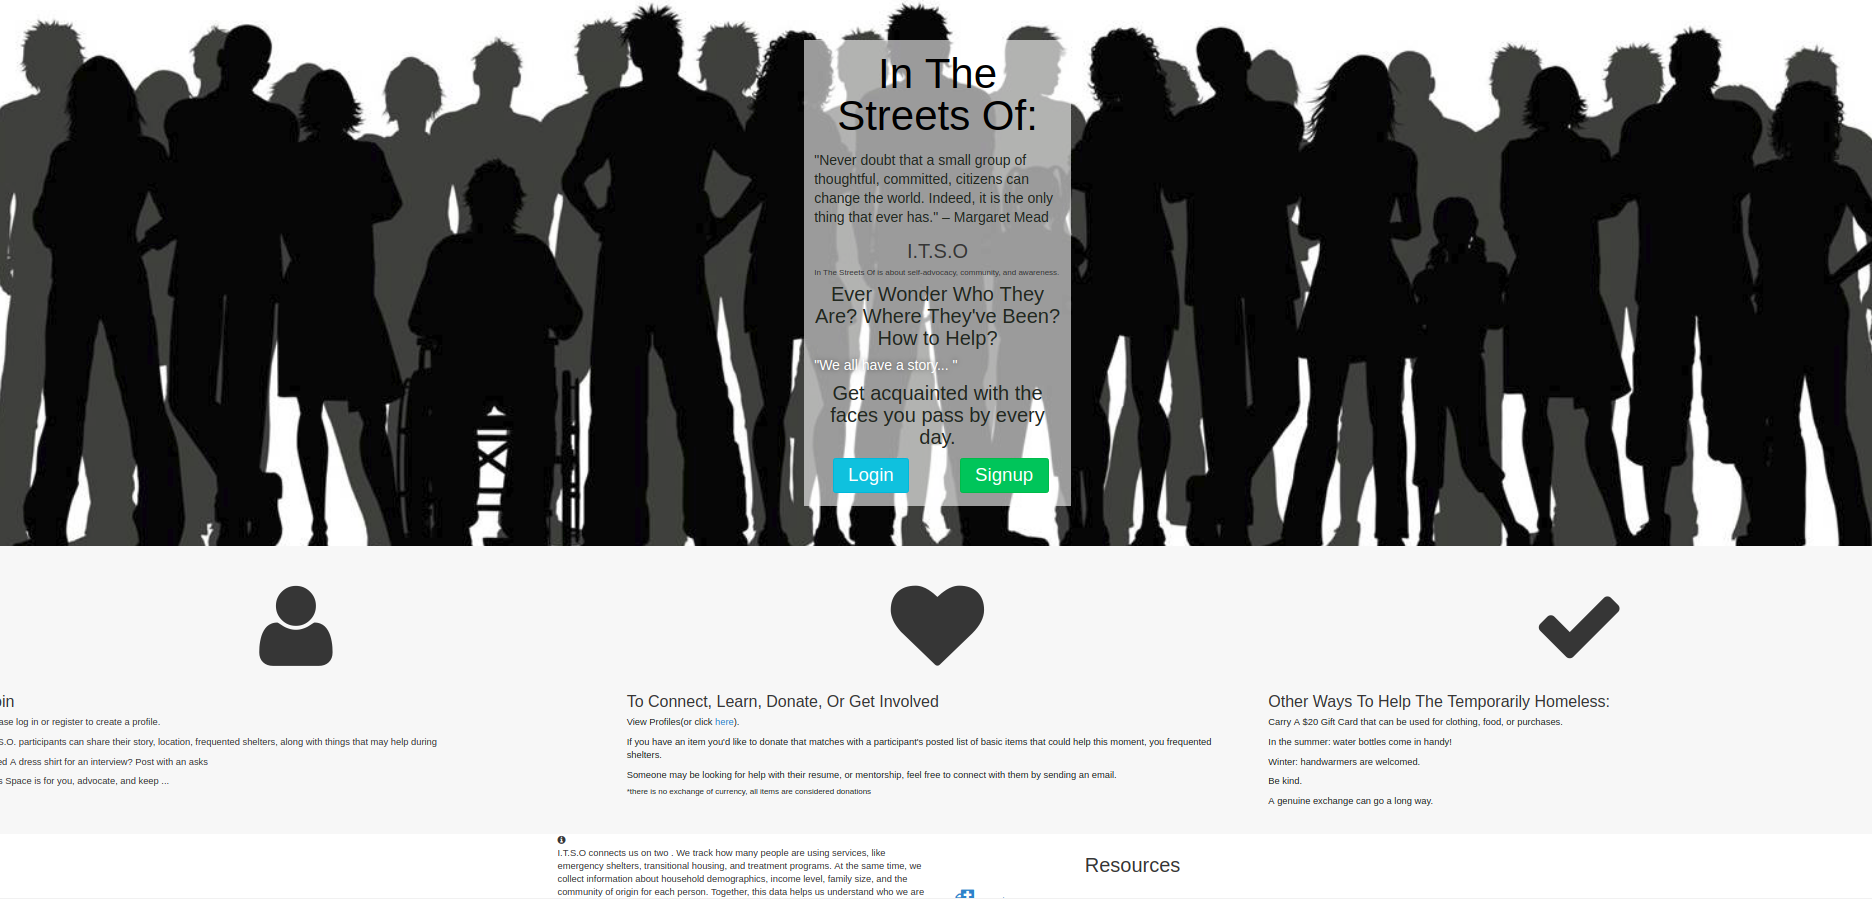 In The
Streets Of:
"Never doubt that a small group of
thoughtful, committed, citizens can
change the world. Indeed, it is the only
thing that ever has." – Margaret Mead
I.T.S.O
In The Streets Of is about self-advocacy, community, and awareness.
Ever Wonder Who They
Are? Where They've Been?
How to Help?
"We all have a story... "
Get acquainted with the
faces you pass by every
day.
Login
Signup
log in or register to create a profile.
participants can share their story, location, frequented shelters, along with things that may help during
A dress shirt for an interview? Post with an asks
Space is for you, advocate, and keep ...
To Connect, Learn, Donate, Or Get Involved
View Profiles(or click here).
If you have an item you'd like to donate that matches with a participant's posted list of basic items that could help this moment, you frequented
shelters.
Someone may be looking for help with their resume, or mentorship, feel free to connect with them by sending an email.
*there is no exchange of currency, all items are considered donations
Other Ways To Help The Temporarily Homeless:
Carry A $20 Gift Card that can be used for clothing, food, or purchases.
In the summer: water bottles come in handy!
Winter: handwarmers are welcomed.
Be kind.
A genuine exchange can go a long way.
I.T.S.O connects us on two . We track how many people are using services, like
emergency shelters, transitional housing, and treatment programs. At the same time, we
collect information about household demographics, income level, family size, and the
community of origin for each person. Together, this data helps us understand who we are
Resources